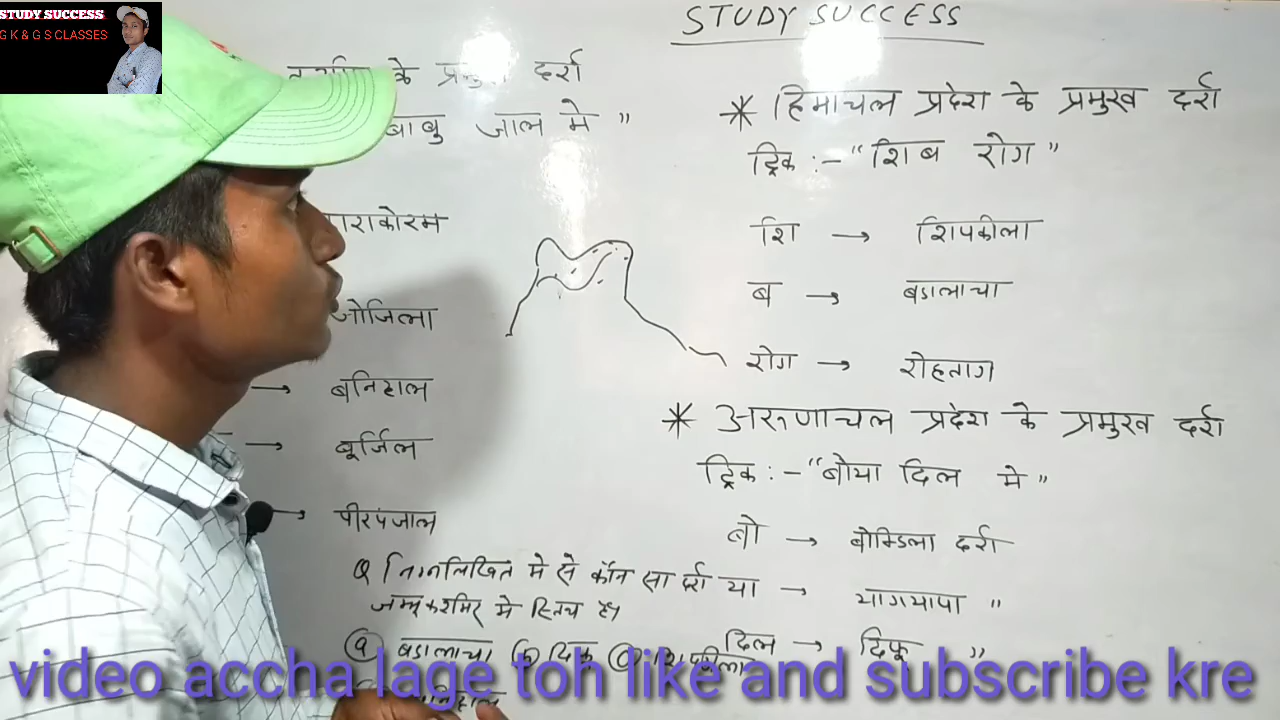 STUDY SUCCESS
G K & G S CLASSES
STUDY SUCCESS
के दर्रा
बाबु जाल मे"
काराकोरम
जोजिला
→ बनिहाल
→ बूर्जिल
→ पीरपंजाल
* हिमाचल प्रदेश के प्रमुख दर्रा
ट्रिक :- "शिब रोग"
शि → शिपकीला
ब → बडालाचा
रोग → रोहताग
* अरूणाचल प्रदेश के प्रमुख दर्रा
ट्रिक :- "बोया दिल मे"
बो → बोम्डिला दर्रा
या → यागयापा "
दिल → दिफू "
Q निम्नलिखित मे से कौन सा दर्रा
जम्मू कश्मिर मे स्तिथ है।
(a) बडालाचा (b) दिफू (c)
video accha lage toh like and subscribe kre